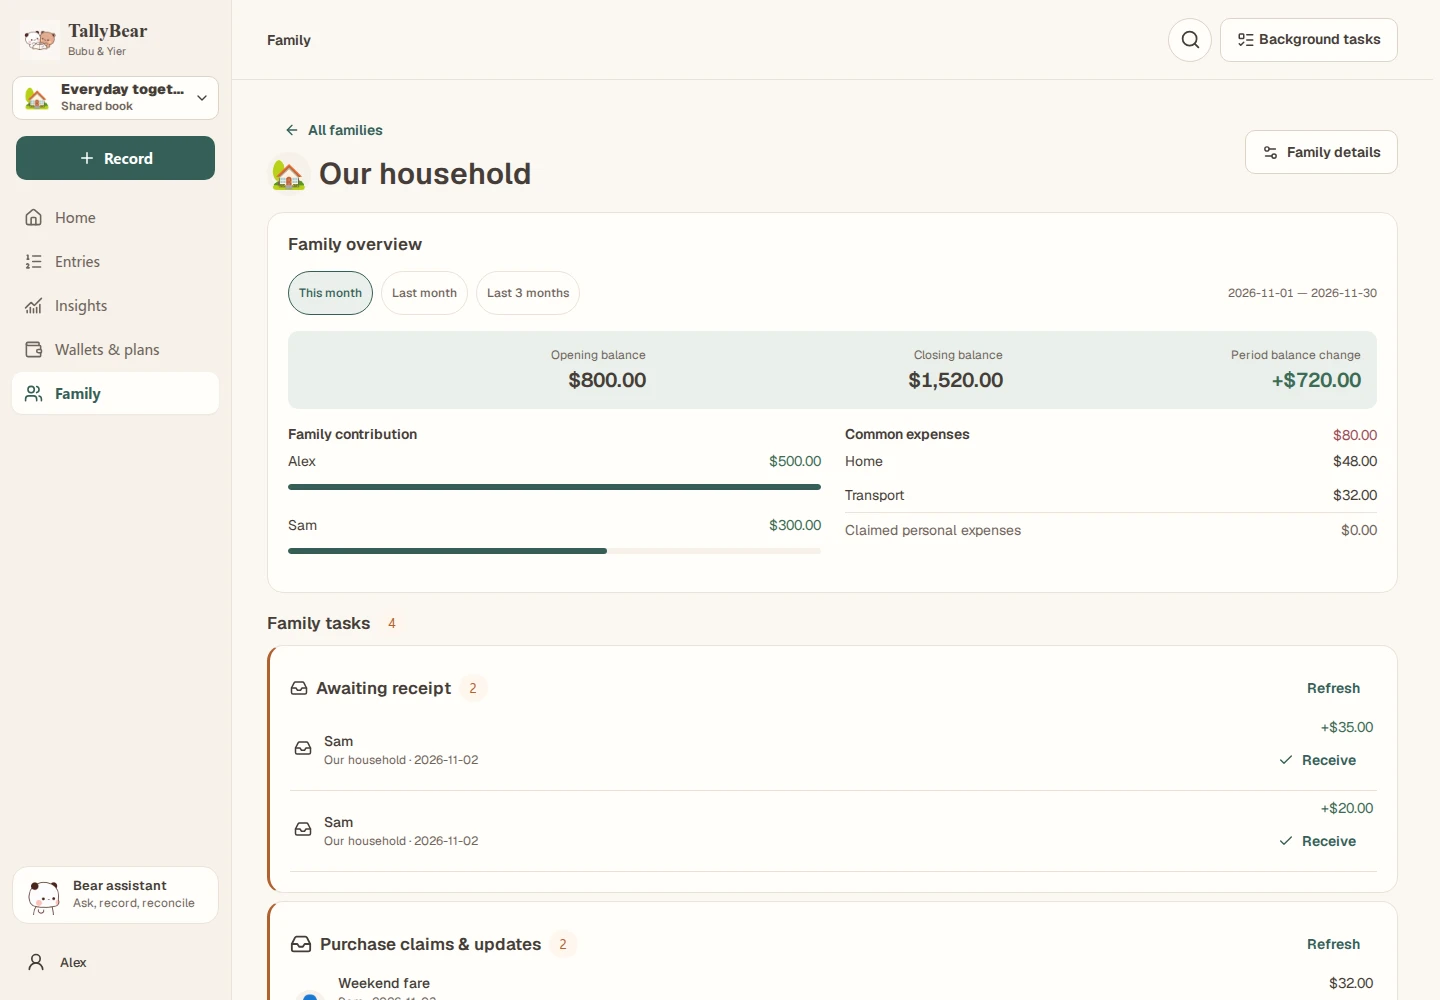 TallyBear
Bubu & Yier
Everyday toget...
Shared book
Record
Home
Entries
Insights
Wallets & plans
Family
Bear assistant
Ask, record, reconcile
Alex
Family
Background tasks
All families
Our household
Family details
Family overview
This month
Last month
Last 3 months
2026-11-01 — 2026-11-30
Opening balance
$800.00
Closing balance
$1,520.00
Period balance change
+$720.00
Family contribution
Alex $500.00
Sam $300.00
Common expenses $80.00
Home $48.00
Transport $32.00
Claimed personal expenses $0.00
Family tasks 4
Awaiting receipt 2
Refresh
Sam
Our household · 2026-11-02
+$35.00
Receive
Sam
Our household · 2026-11-02
+$20.00
Receive
Purchase claims & updates 2
Refresh
Weekend fare
$32.00